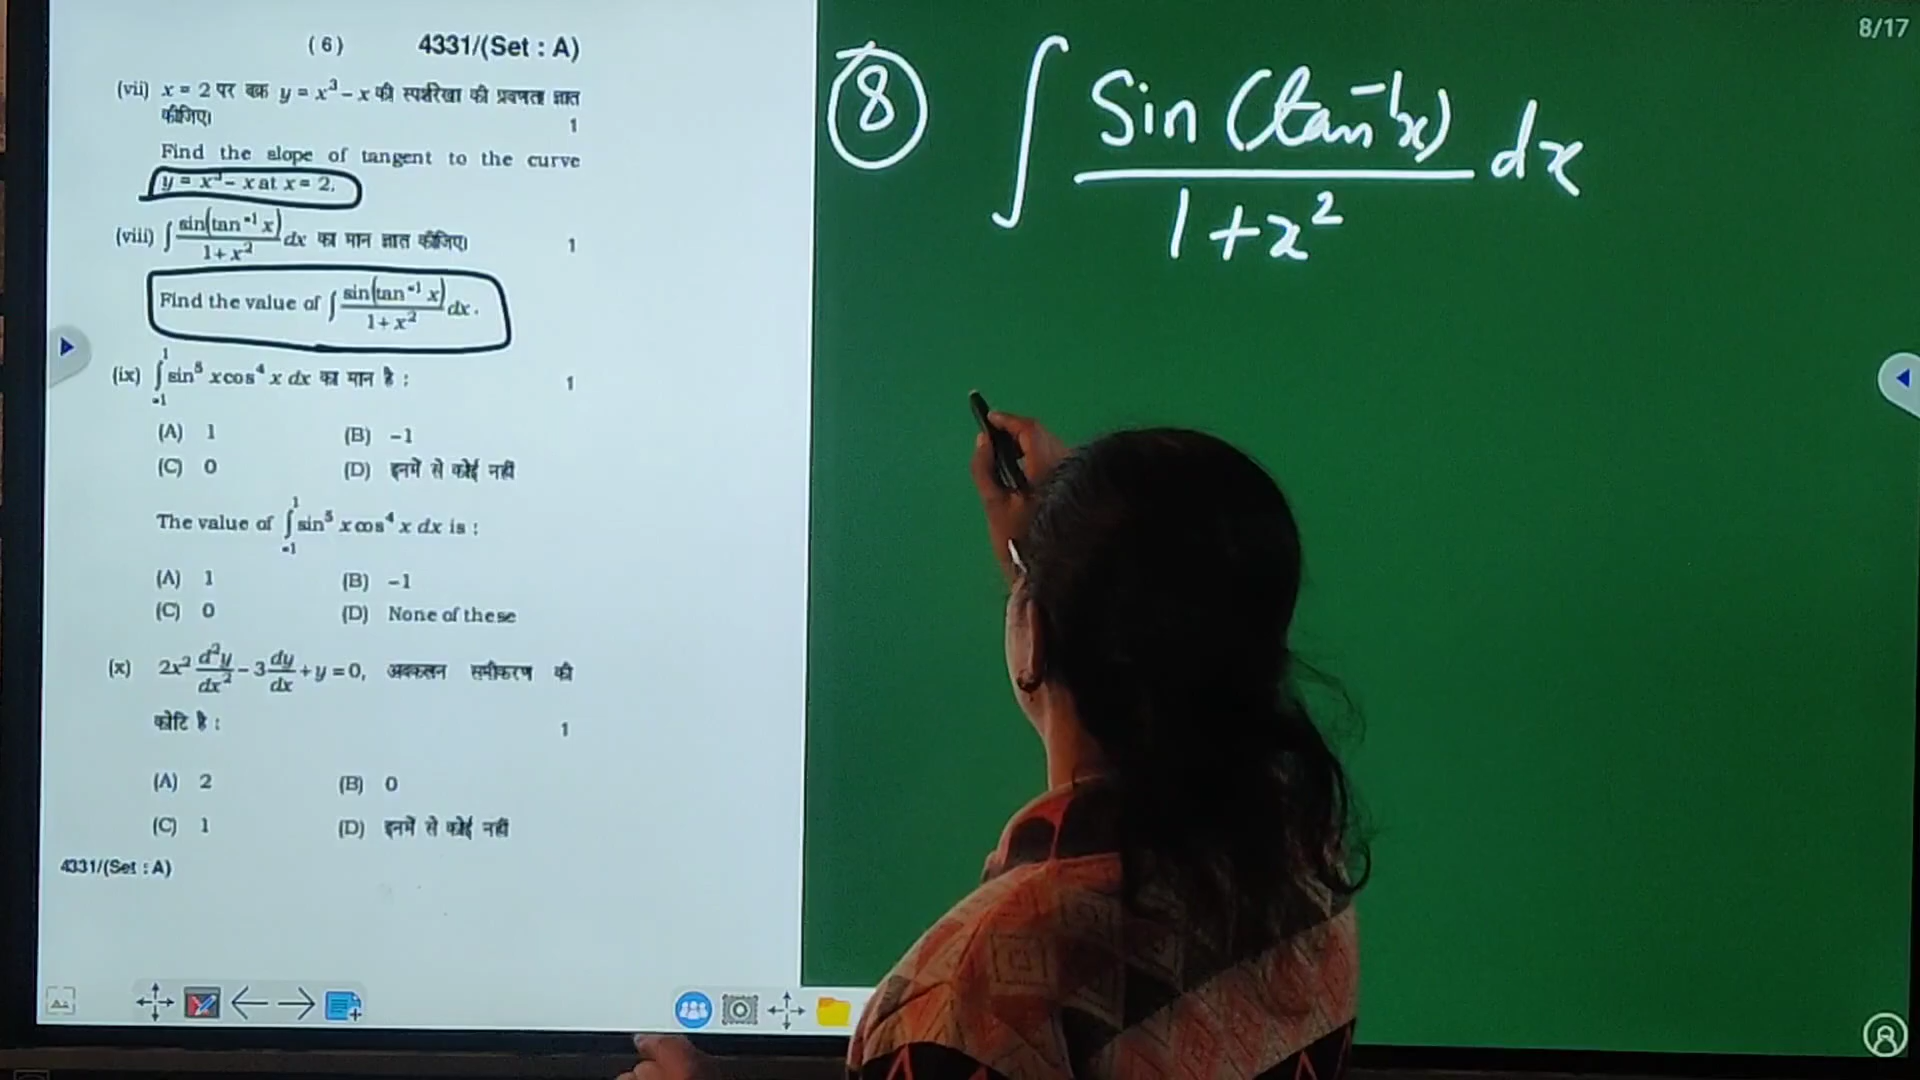 ( 6 ) 4331/(Set : A)
(vii) x = 2 पर वक्र y = x³ – x की स्पर्शरेखा की प्रवणता ज्ञात
कीजिए। 1
Find the slope of tangent to the curve
y = x³ – x at x = 2.
(viii) ∫ sin(tan⁻¹ x) / 1 + x² dx का मान ज्ञात कीजिए। 1
Find the value of ∫ sin(tan⁻¹ x) / 1 + x² dx.
(ix) ∫₋₁¹ sin⁵ x cos⁴ x dx का मान है : 1
(A) 1 (B) –1
(C) 0 (D) इनमें से कोई नहीं
The value of ∫₋₁¹ sin⁵ x cos⁴ x dx is :
(A) 1 (B) –1
(C) 0 (D) None of these
(x) 2x² d²y/dx² – 3 dy/dx + y = 0, अवकलन समीकरण की
कोटि है : 1
(A) 2 (B) 0
(C) 1 (D) इनमें से कोई नहीं
4331/(Set : A)
8/17
8 ∫ Sin (tan⁻¹x) / 1+x² dx